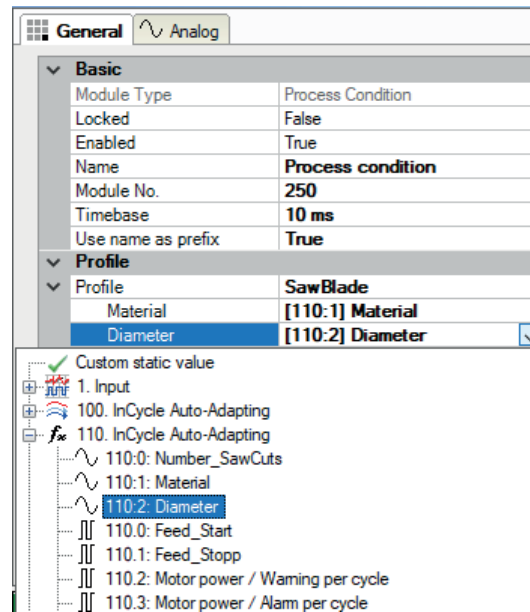 General Analog
Basic
Module Type Process Condition
Locked False
Enabled True
Name Process condition
Module No. 250
Timebase 10 ms
Use name as prefix True
Profile
Profile SawBlade
Material [110:1] Material
Diameter [110:2] Diameter
Custom static value
1. Input
100. InCycle Auto-Adapting
fx 110. InCycle Auto-Adapting
110:0: Number_SawCuts
110:1: Material
110:2: Diameter
110.0: Feed_Start
110.1: Feed_Stopp
110.2: Motor power / Warning per cycle
110.3: Motor power / Alarm per cycle